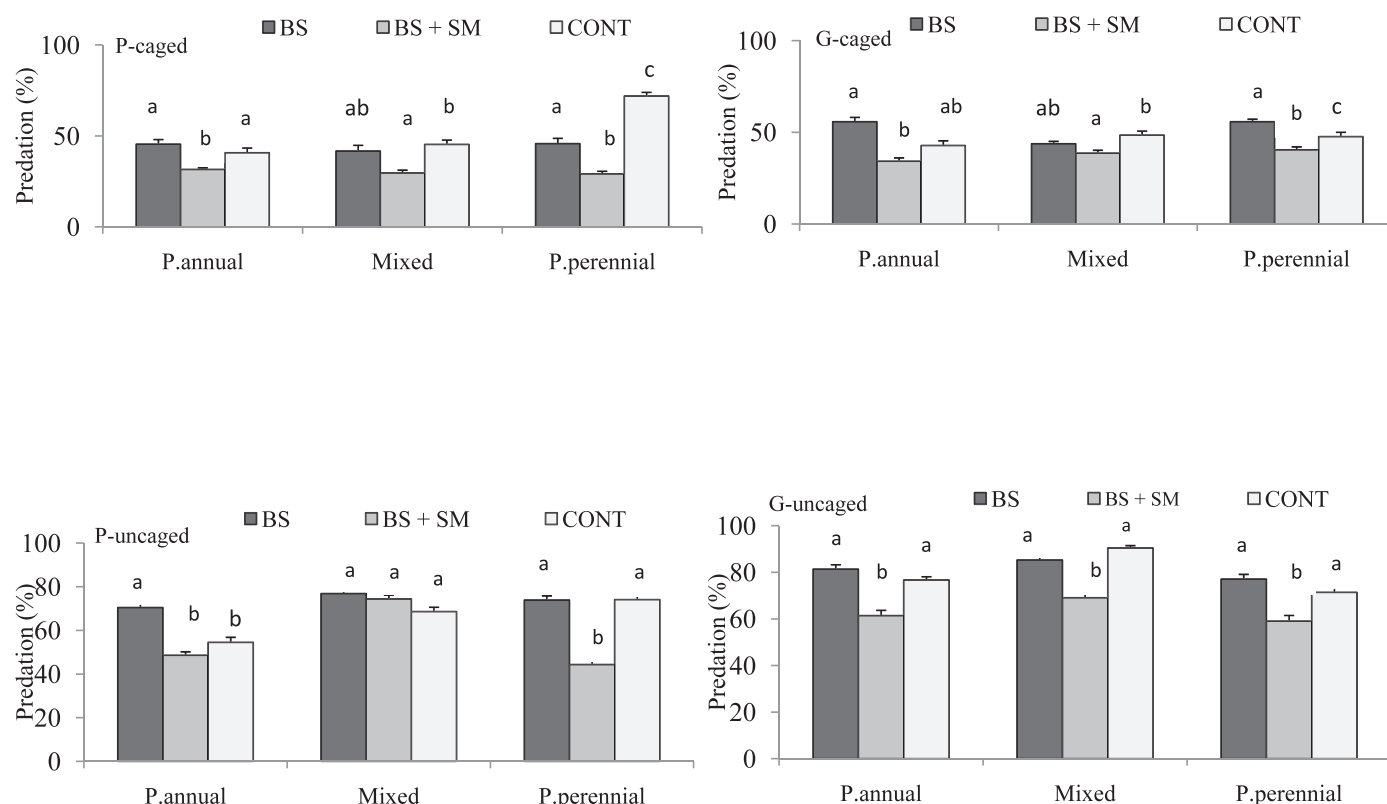 BS BS + SM CONT
P-caged
Predation (%)
100
50
0
a b a ab a b a b c
P.annual Mixed P.perennial
BS BS + SM CONT
G-caged
Predation (%)
100
50
0
a b ab ab a b a b c
P.annual Mixed P.perennial
BS BS + SM CONT
P-uncaged
Predation (%)
100
80
60
40
20
0
a b b a a a a b a
P.annual Mixed P.perennial
BS BS + SM CONT
G-uncaged
Predation (%)
100
80
60
40
20
0
a b a a b a a b a
P.annual Mixed P.perennial